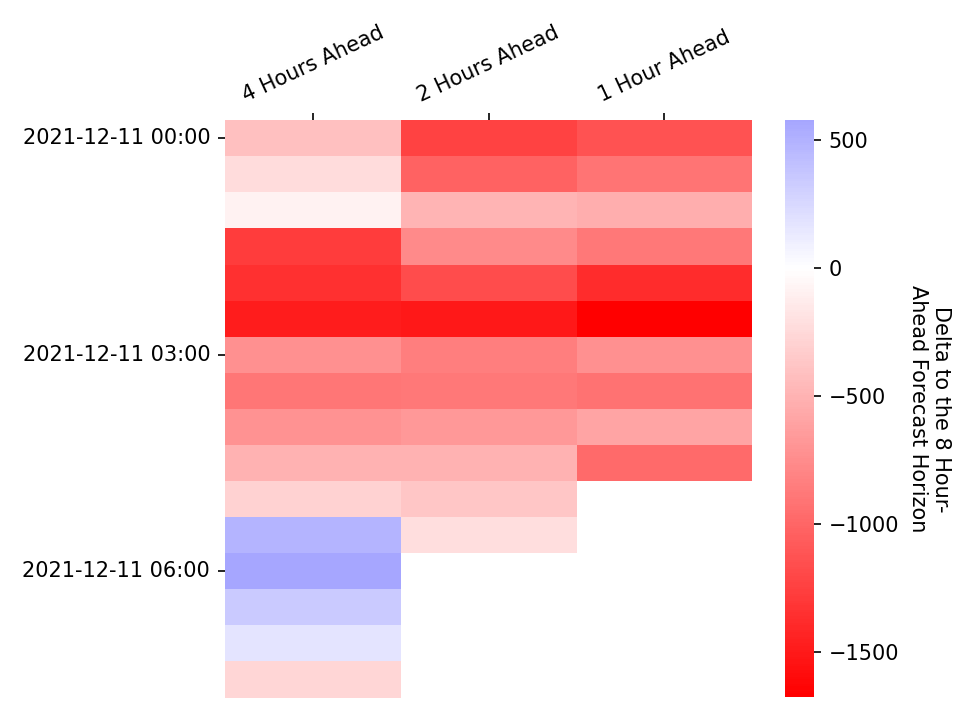 4 Hours Ahead
2 Hours Ahead
1 Hour Ahead
2021-12-11 00:00
2021-12-11 03:00
2021-12-11 06:00
500
0
−500
−1000
−1500
Delta to the 8 Hour-
Ahead Forecast Horizon